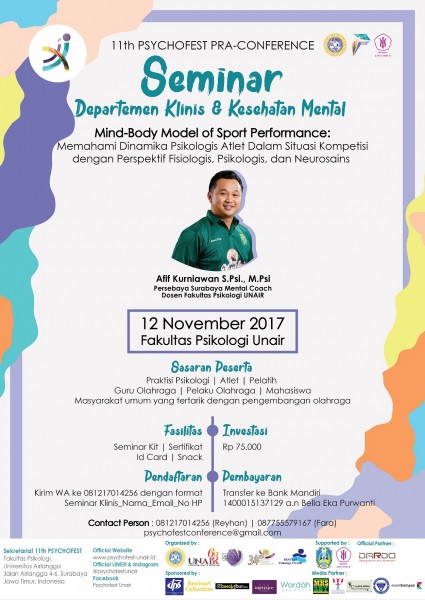 11th PSYCHOFEST PRA-CONFERENCE
Seminar
Departemen Klinis & Kesehatan Mental
Mind-Body Model of Sport Performance:
Memahami Dinamika Psikologis Atlet Dalam Situasi Kompetisi
dengan Perspektif Fisiologis, Psikologis, dan Neurosains
Afif Kurniawan S.Psi., M.Psi
Persebaya Surabaya Mental Coach
Dosen Fakultas Psikologi UNAIR
12 November 2017
Fakultas Psikologi Unair
Sasaran Peserta
Praktisi Psikologi | Atlet | Pelatih
Guru Olahraga | Pelaku Olahraga | Mahasiswa
Masyarakat umum yang tertarik dengan pengembangan olahraga
Fasilitas
Seminar Kit | Sertifikat
Id Card | Snack
Investasi
Rp 75.000
Pendaftaran
Kirim WA ke 081217014256 dengan format
Seminar Klinis_Nama_Email_No HP
Pembayaran
Transfer ke Bank Mandiri
1400015137129 a.n Bella Eka Purwanti
Contact Person : 081217014256 (Reyhan) | 087755579167 (Fara)
psychofestconference@gmail.com
Sekretariat 11th PSYCHOFEST
Fakultas Psikologi,
Universitas Airlangga
Jalan Airlangga 4-6, Surabaya
Jawa Timur, Indonesia
Official Website
www.psychofest-unair.id
Official LINE@ & Instagram
@psychofestunair
Facebook
Psychofest Unair
Organized by :
UNAIR
Supported by :
Official Partner :
DARDO
Sponsored by :
Wardah
Media Partner :